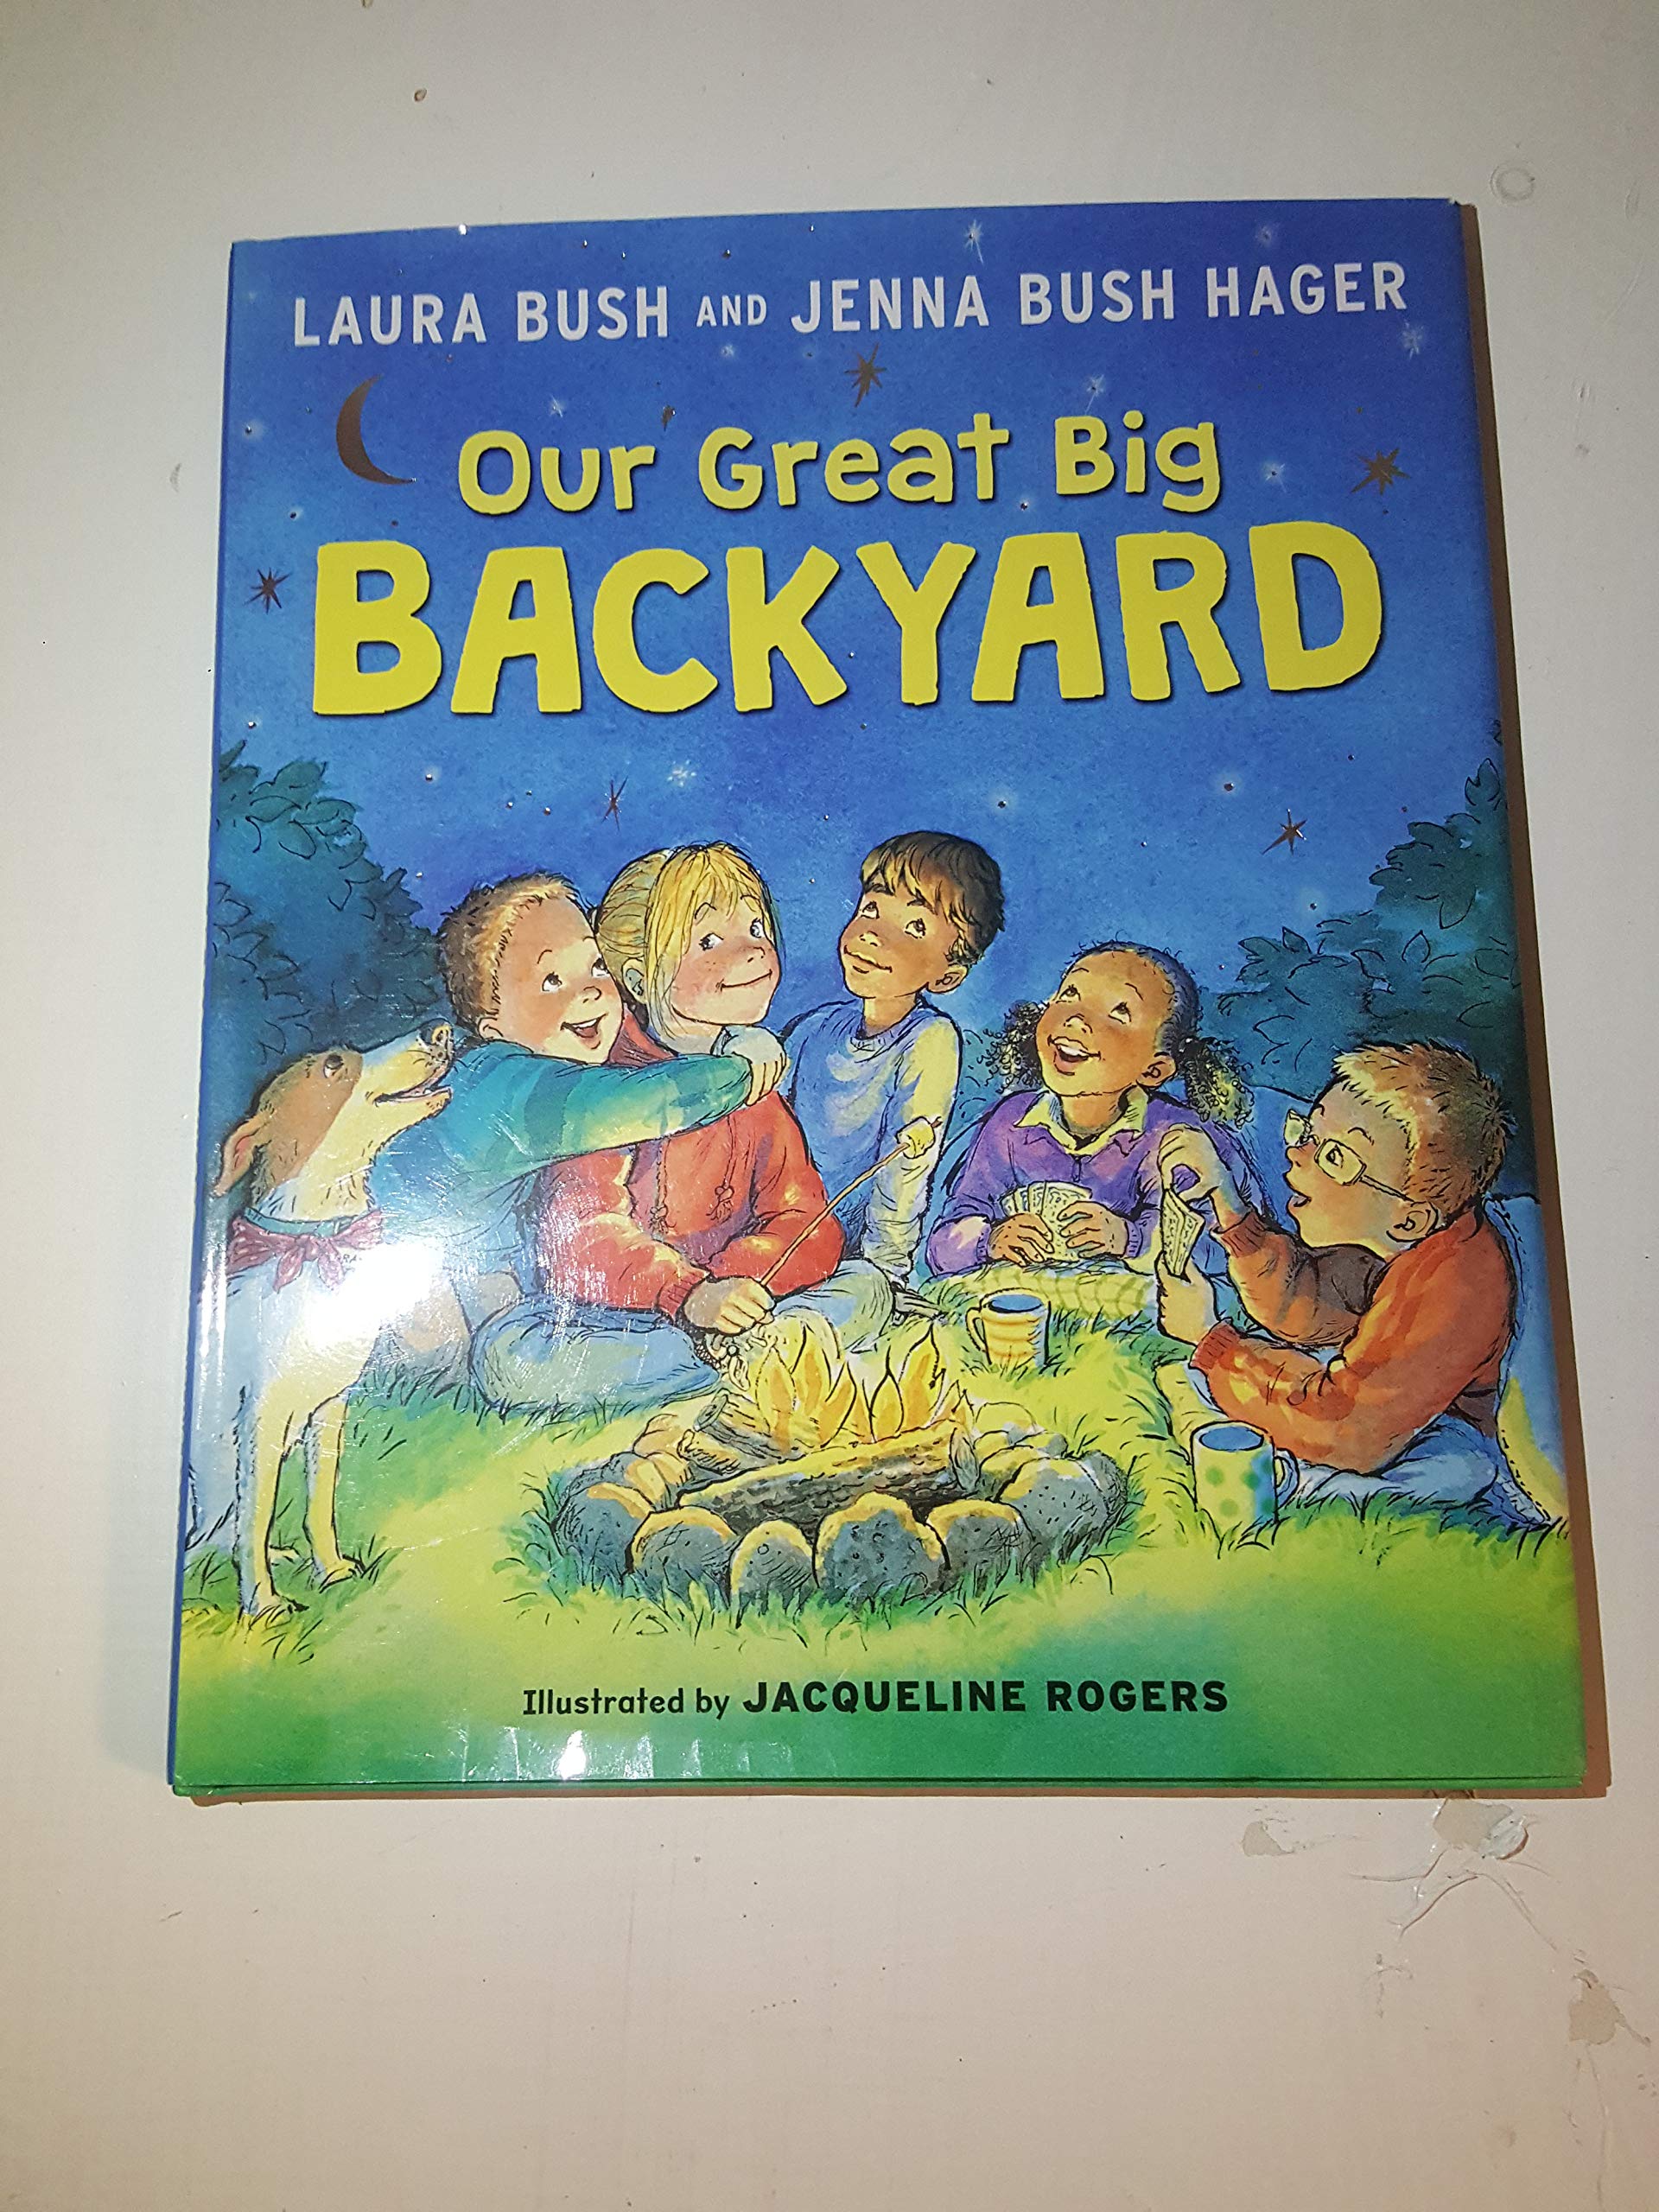 LAURA BUSH AND JENNA BUSH HAGER
Our Great Big
BACKYARD
Illustrated by JACQUELINE ROGERS